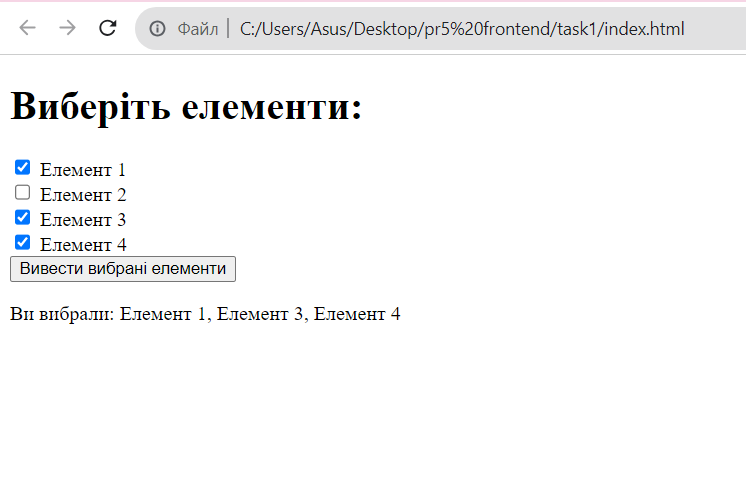 Файл | C:/Users/Asus/Desktop/pr5%20frontend/task1/index.html
Виберіть елементи:
Елемент 1
Елемент 2
Елемент 3
Елемент 4
Вивести вибрані елементи
Ви вибрали: Елемент 1, Елемент 3, Елемент 4